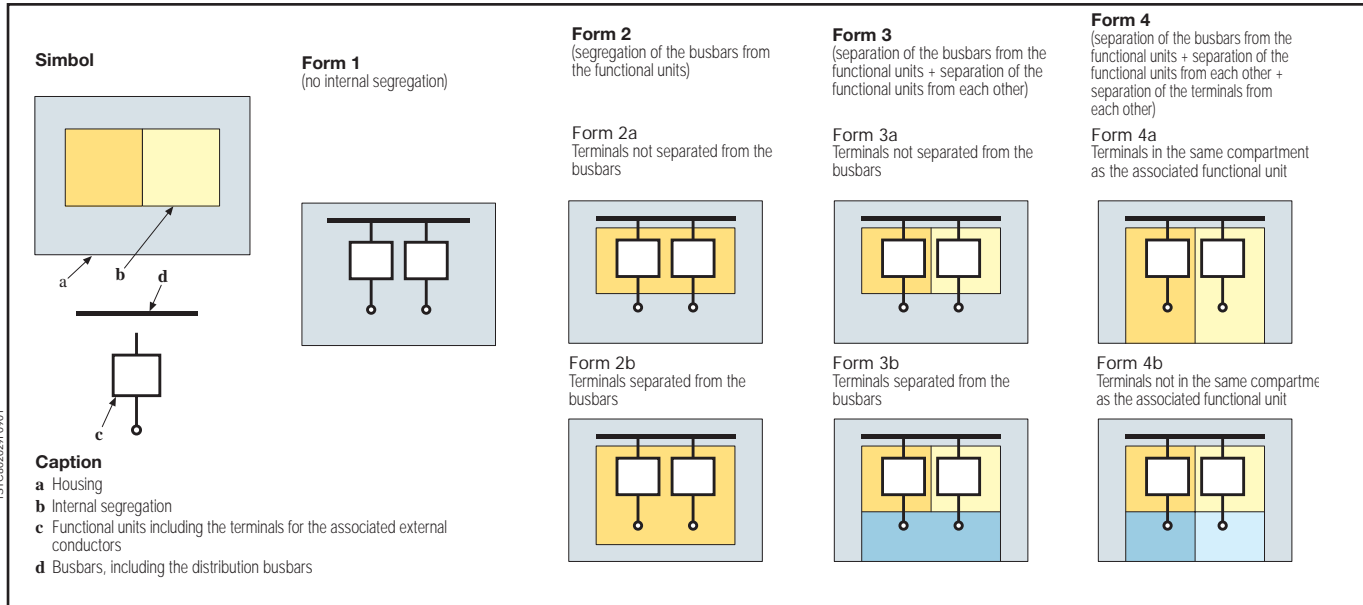 Simbol
a
b
d
c
Caption
a Housing
b Internal segregation
c Functional units including the terminals for the associated external
conductors
d Busbars, including the distribution busbars
Form 1
(no internal segregation)
Form 2
(segregation of the busbars from
the functional units)
Form 2a
Terminals not separated from the
busbars
Form 2b
Terminals separated from the
busbars
Form 3
(separation of the busbars from the
functional units + separation of the
functional units from each other)
Form 3a
Terminals not separated from the
busbars
Form 3b
Terminals separated from the
busbars
Form 4
(separation of the busbars from the
functional units + separation of the
functional units from each other +
separation of the terminals from
each other)
Form 4a
Terminals in the same compartment
as the associated functional unit
Form 4b
Terminals not in the same compartme
as the associated functional unit